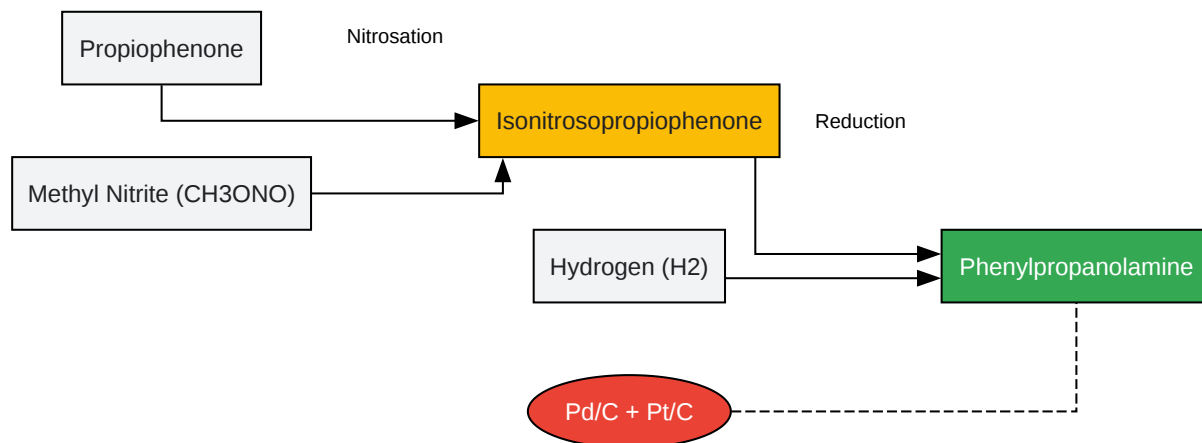 Propiophenone
Nitrosation
Isonitrosopropiophenone
Reduction
Methyl Nitrite (CH3ONO)
Hydrogen (H2)
Phenylpropanolamine
Pd/C + Pt/C